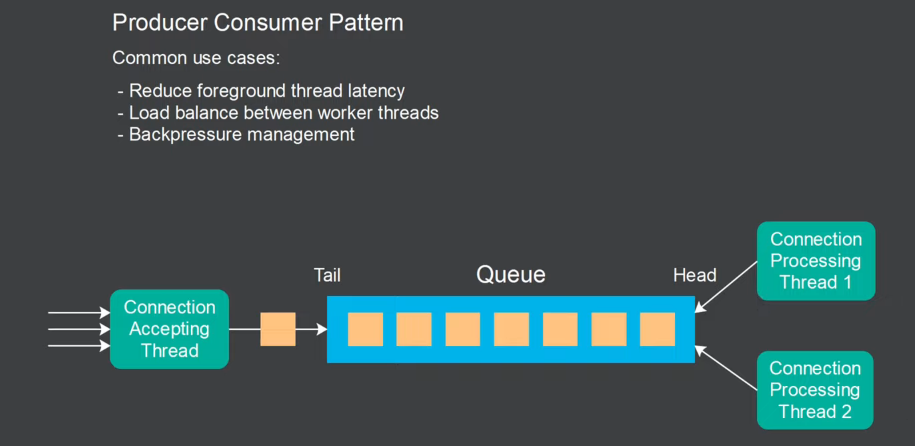 Producer Consumer Pattern
Common use cases:
- Reduce foreground thread latency
- Load balance between worker threads
- Backpressure management
Tail
Queue
Head
Connection
Accepting
Thread
Connection
Processing
Thread 1
Connection
Processing
Thread 2